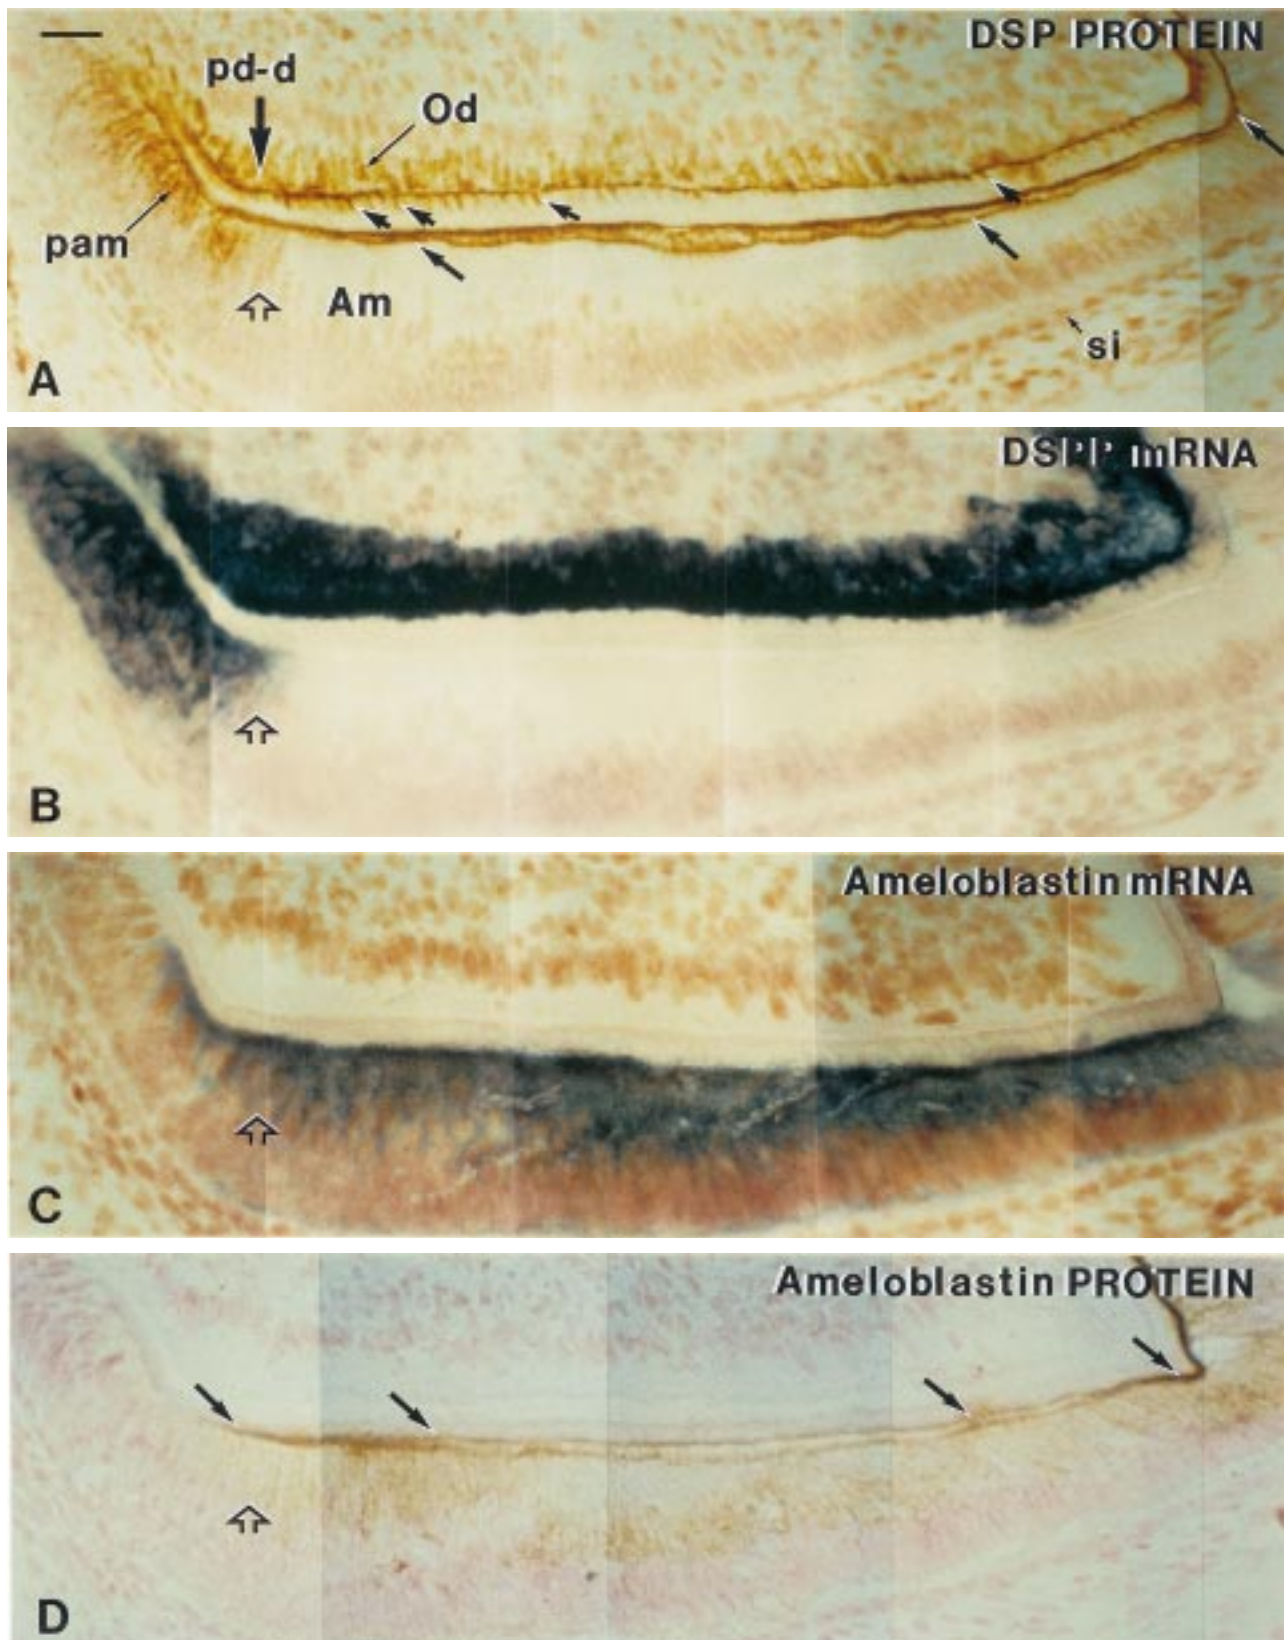 DSP PROTEIN
pd-d
Od
pam
Am
si
A
DSPP mRNA
B
Ameloblastin mRNA
C
Ameloblastin PROTEIN
D